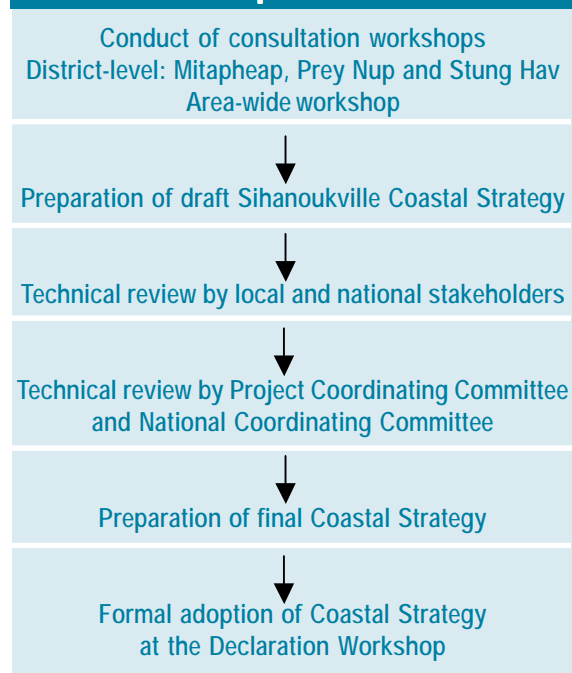 Conduct of consultation workshops
District-level: Mitapheap, Prey Nup and Stung Hav
Area-wide workshop
Preparation of draft Sihanoukville Coastal Strategy
Technical review by local and national stakeholders
Technical review by Project Coordinating Committee
and National Coordinating Committee
Preparation of final Coastal Strategy
Formal adoption of Coastal Strategy
at the Declaration Workshop